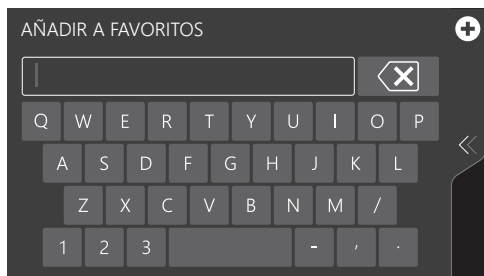 AÑADIR A FAVORITOS
Q W E R T Y U I O P
A S D F G H J K L
Z X C V B N M /
1 2 3 - , .